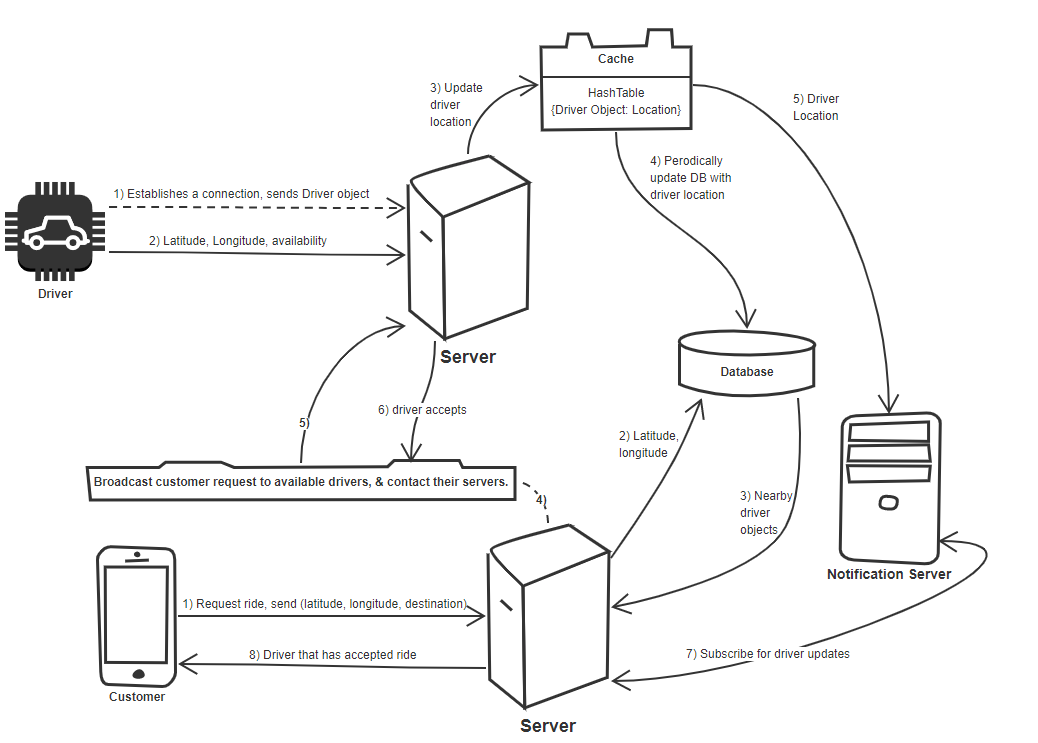 Cache
HashTable
{Driver Object: Location}
3) Update
driver
location
5) Driver
Location
4) Perodically
update DB with
driver location
1) Establishes a connection, sends Driver object
2) Latitude, Longitude, availability
Driver
Server
Database
6) driver accepts
5)
2) Latitude,
longitude
Broadcast customer request to available drivers, & contact their servers.
4)
3) Nearby
driver
objects
Notification Server
1) Request ride, send (latitude, longitude, destination)
8) Driver that has accepted ride
7) Subscribe for driver updates
Customer
Server